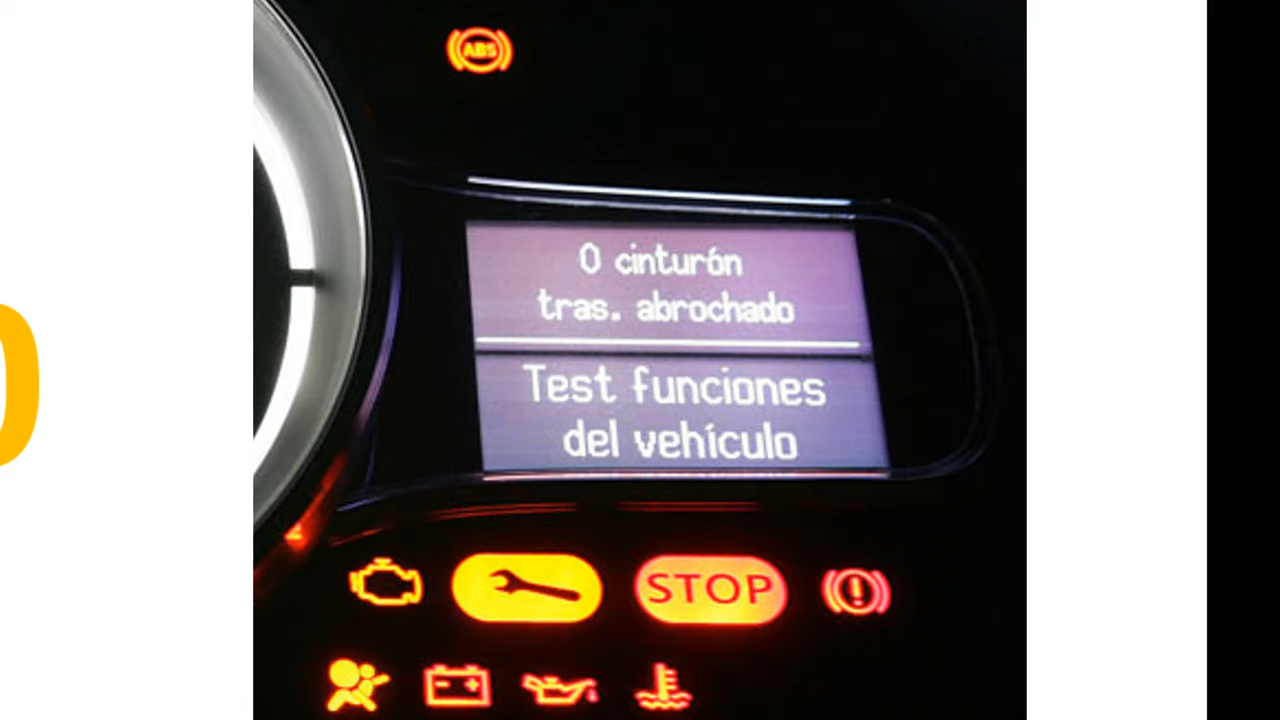 ABS
0 cinturón
tras. abrochado
Test funciones
del vehículo
STOP